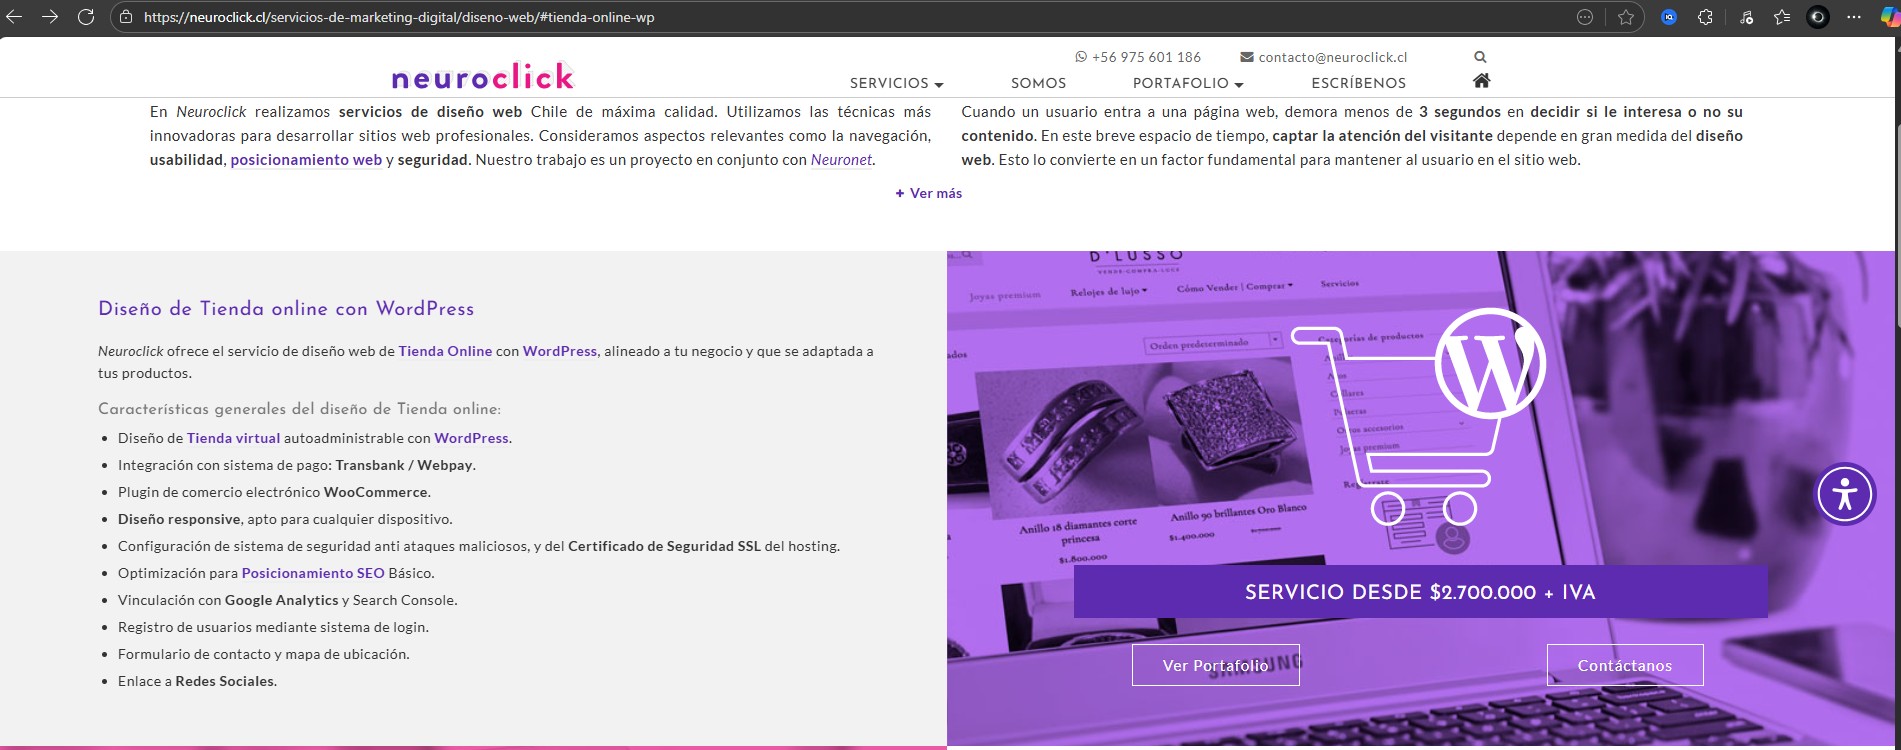 https://neuroclick.cl/servicios-de-marketing-digital/diseno-web/#tienda-online-wp
neuroclick
+56 975 601 186
contacto@neuroclick.cl
SERVICIOS
SOMOS
PORTAFOLIO
ESCRÍBENOS
En Neuroclick realizamos servicios de diseño web Chile de máxima calidad. Utilizamos las técnicas más
innovadoras para desarrollar sitios web profesionales. Consideramos aspectos relevantes como la navegación,
usabilidad, posicionamiento web y seguridad. Nuestro trabajo es un proyecto en conjunto con Neuronet.
Cuando un usuario entra a una página web, demora menos de 3 segundos en decidir si le interesa o no su
contenido. En este breve espacio de tiempo, captar la atención del visitante depende en gran medida del diseño
web. Esto lo convierte en un factor fundamental para mantener al usuario en el sitio web.
+ Ver más
Diseño de Tienda online con WordPress
Neuroclick ofrece el servicio de diseño web de Tienda Online con WordPress, alineado a tu negocio y que se adaptada a
tus productos.
Características generales del diseño de Tienda online:
• Diseño de Tienda virtual autoadministrable con WordPress.
• Integración con sistema de pago: Transbank / Webpay.
• Plugin de comercio electrónico WooCommerce.
• Diseño responsive, apto para cualquier dispositivo.
• Configuración de sistema de seguridad anti ataques maliciosos, y del Certificado de Seguridad SSL del hosting.
• Optimización para Posicionamiento SEO Básico.
• Vinculación con Google Analytics y Search Console.
• Registro de usuarios mediante sistema de login.
• Formulario de contacto y mapa de ubicación.
• Enlace a Redes Sociales.
D'LUSSO
VENDE-COMPRA-LUCE
Joyas premium
Relojes de lujo
Cómo Vender | Comprar
Servicios
Orden predeterminado
Categorías de productos
Collares
Pulseras
Otros accesorios
Joyas premium
Anillo 18 diamantes corte
princesa
$1.800.000
Anillo 90 brillantes Oro Blanco
$1.400.000
W
SERVICIO DESDE $2.700.000 + IVA
Ver Portafolio
SAMSUNG
Contáctanos